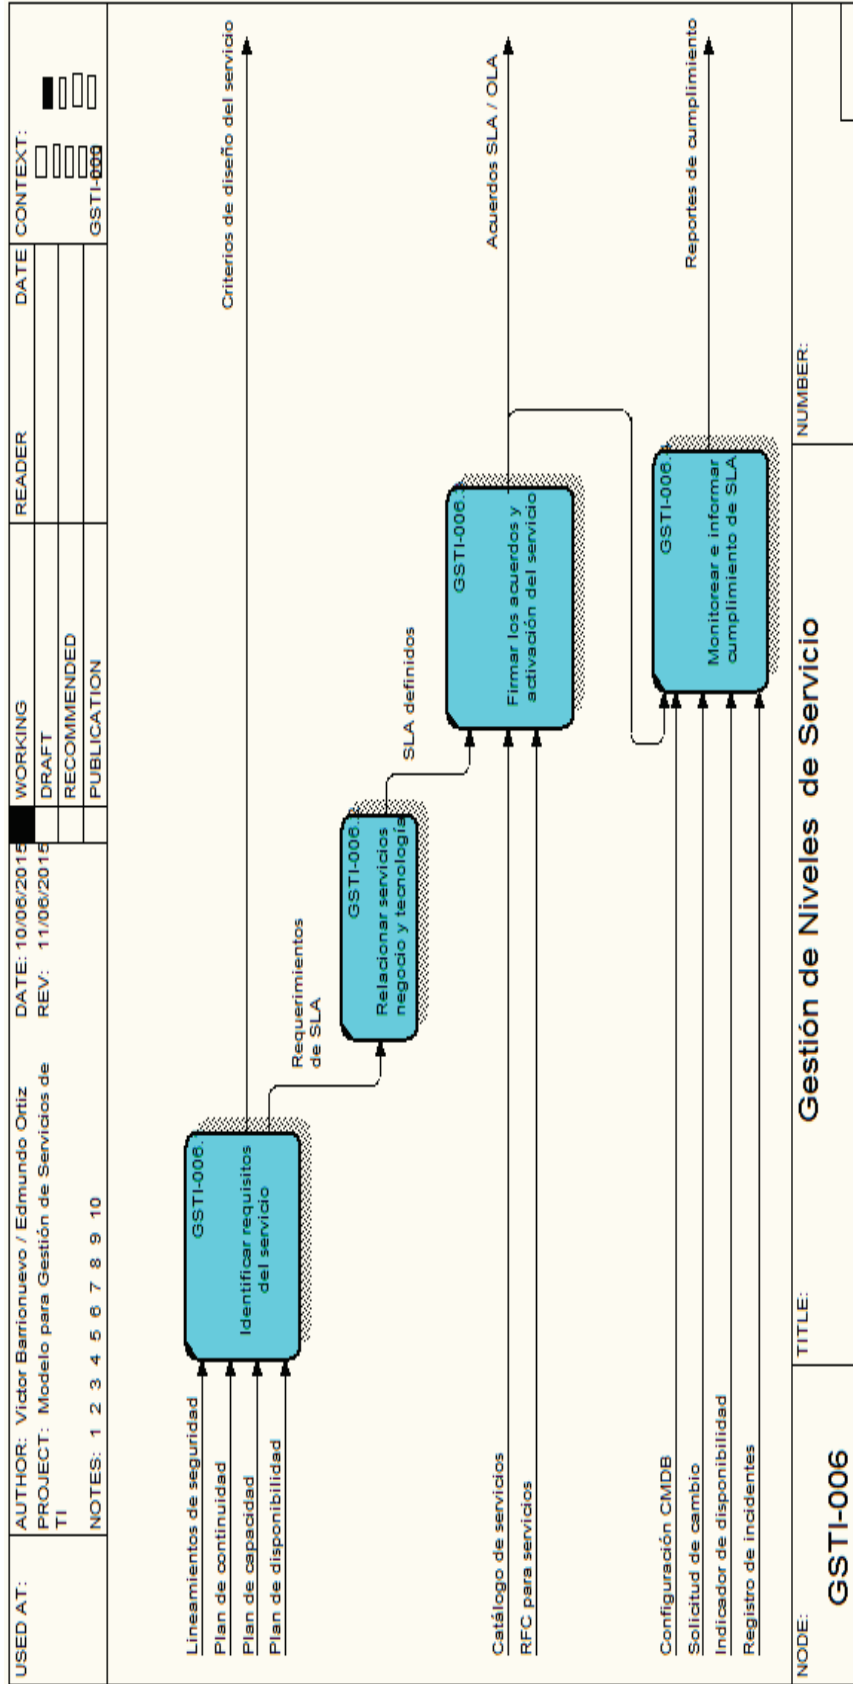 USED AT:
AUTHOR: Victor Barrionuevo / Edmundo Ortiz
PROJECT: Modelo para Gestión de Servicios de
TI
NOTES: 1 2 3 4 5 6 7 8 9 10
DATE: 10/06/2015
REV: 11/06/2015
WORKING
DRAFT
RECOMMENDED
PUBLICATION
READER
DATE
CONTEXT:
GSTI-000
Lineamientos de seguridad
Plan de continuidad
Plan de capacidad
Plan de disponibilidad
GSTI-006.
Identificar requisitos
del servicio
Criterios de diseño del servicio
Requerimientos
de SLA
GSTI-006.
Relacionar servicios
negocio y tecnología
SLA definidos
Catálogo de servicios
RFC para servicios
GSTI-006.
Firmar los acuerdos y
activación del servicio
Acuerdos SLA / OLA
Configuración CMDB
Solicitud de cambio
Indicador de disponibilidad
Registro de incidentes
GSTI-006.
Monitorear e informar
cumplimiento de SLA
Reportes de cumplimiento
NODE:
GSTI-006
TITLE:
Gestión de Niveles de Servicio
NUMBER: